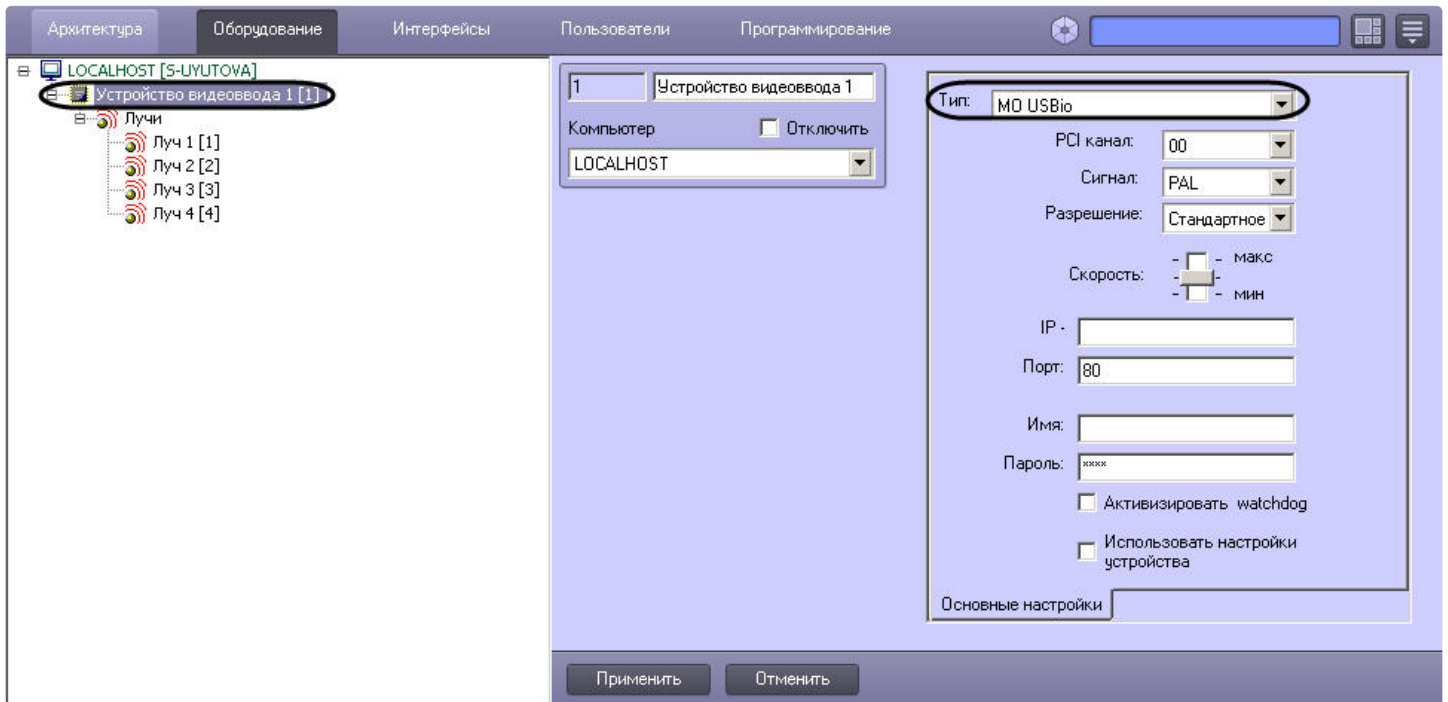 Архитектура Оборудование Интерфейсы Пользователи Программирование
LOCALHOST [S-UYUTOVA]
Устройство видеоввода 1 [1]
Лучи
Луч 1 [1]
Луч 2 [2]
Луч 3 [3]
Луч 4 [4]
1 Устройство видеоввода 1
Компьютер Отключить
LOCALHOST
Тип: MO USBio
PCI канал: 00
Сигнал: PAL
Разрешение: Стандартное
Скорость: макс
мин
IP -
Порт: 80
Имя:
Пароль: ****
Активизировать watchdog
Использовать настройки
устройства
Основные настройки
Применить Отменить